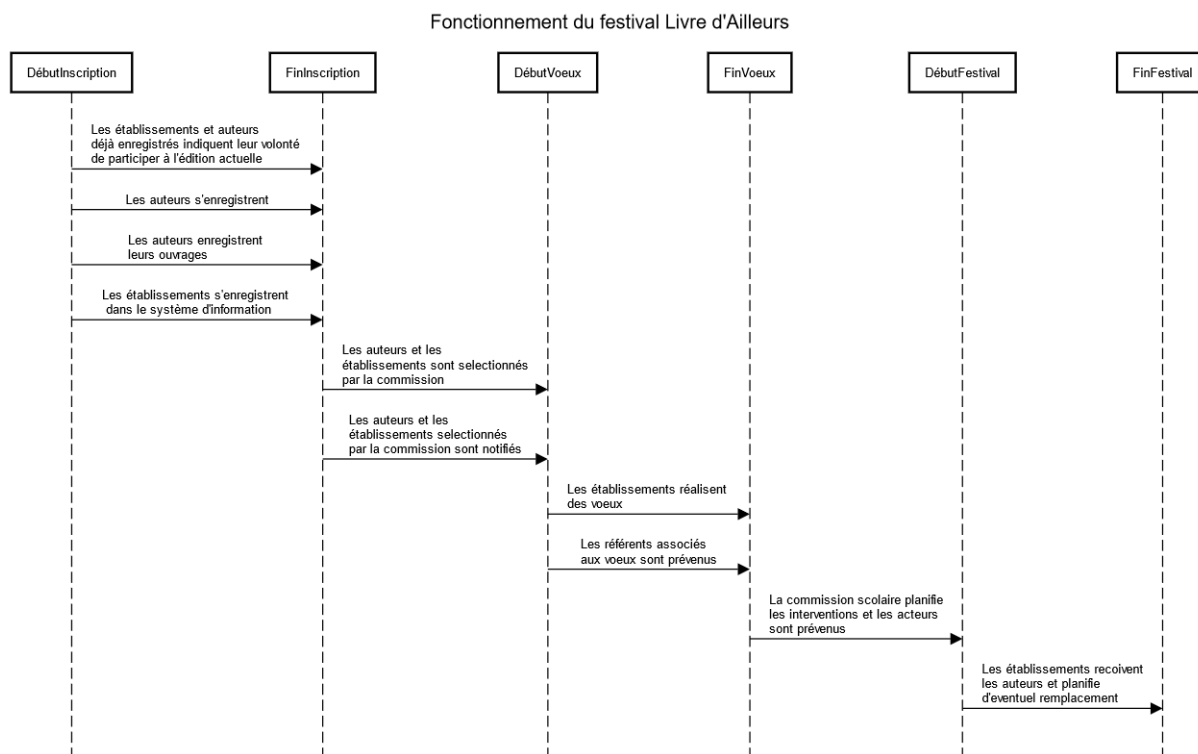 Fonctionnement du festival Livre d'Ailleurs
DébutInscription
FinInscription
DébutVoeux
FinVoeux
DébutFestival
FinFestival
Les établissements et auteurs
déjà enregistrés indiquent leur volonté
de participer à l'édition actuelle
Les auteurs s'enregistrent
Les auteurs enregistrent
leurs ouvrages
Les établissements s'enregistrent
dans le système d'information
Les auteurs et les
établissements sont selectionnés
par la commission
Les auteurs et les
établissements selectionnés
par la commission sont notifiés
Les établissements réalisent
des voeux
Les référents associés
aux voeux sont prévenus
La commission scolaire planifie
les interventions et les acteurs
sont prévenus
Les établissements recoivent
les auteurs et planifie
d'eventuel remplacement